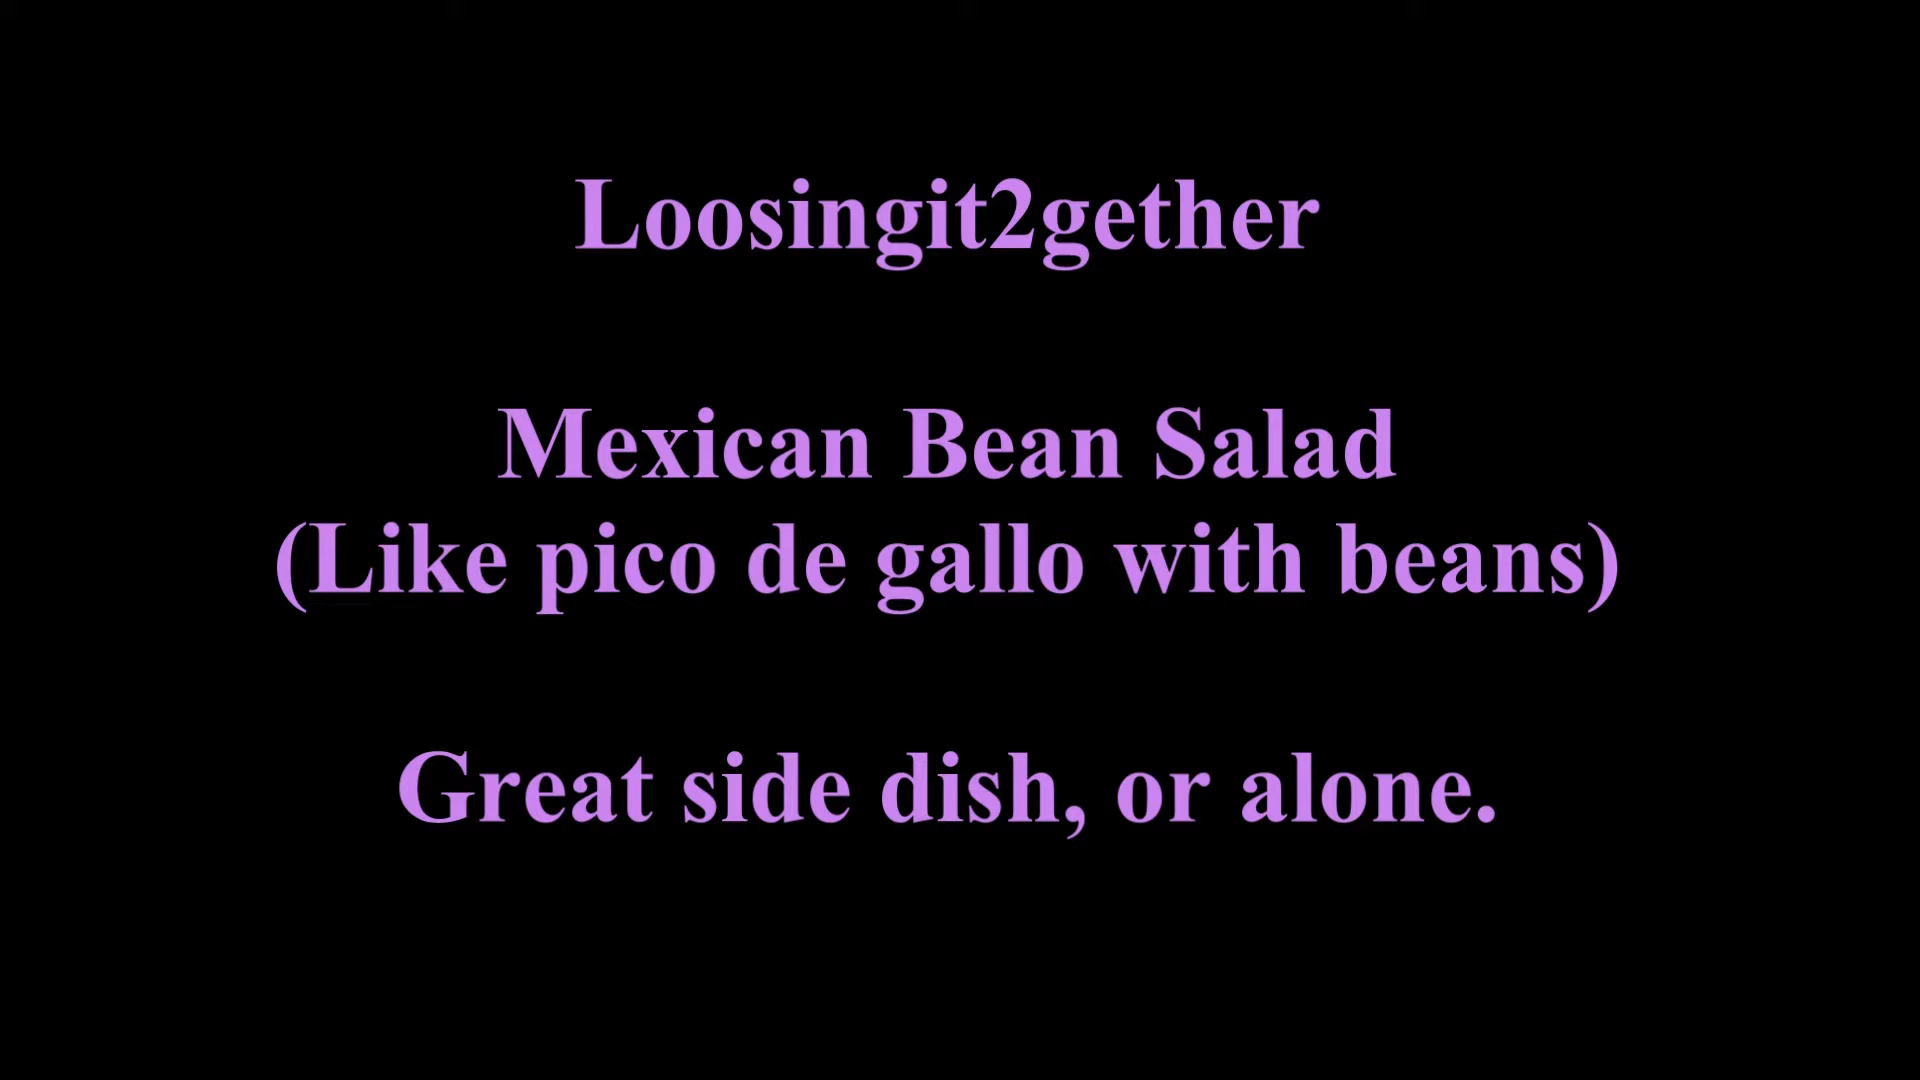 Loosingit2gether
Mexican Bean Salad
(Like pico de gallo with beans)
Great side dish, or alone.